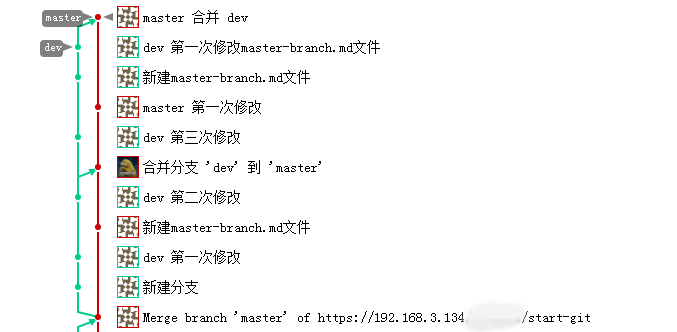 master master 合并 dev
dev dev 第一次修改master-branch.md文件
新建master-branch.md文件
master 第一次修改
dev 第三次修改
合并分支 'dev' 到 'master'
dev 第二次修改
新建master-branch.md文件
dev 第一次修改
新建分支
Merge branch 'master' of https://192.168.3.134/ /start-git